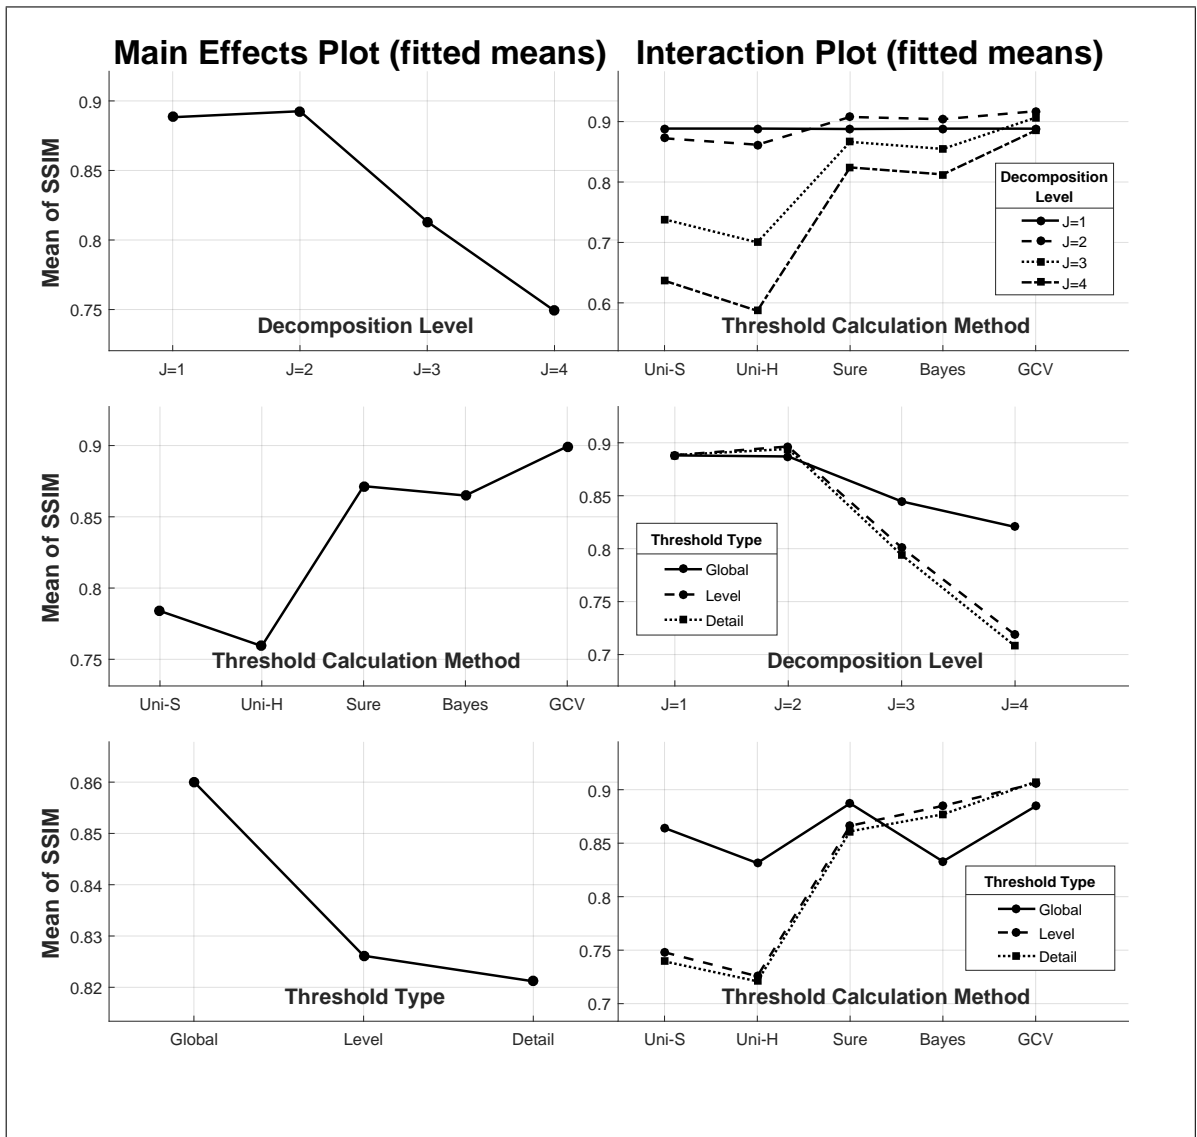 Main Effects Plot (fitted means)
Interaction Plot (fitted means)
Mean of SSIM
0.9
0.85
0.8
0.75
Decomposition Level
J=1 J=2 J=3 J=4
0.9
0.8
0.7
0.6
Decomposition
Level
J=1
J=2
J=3
J=4
Threshold Calculation Method
Uni-S Uni-H Sure Bayes GCV
Mean of SSIM
0.9
0.85
0.8
0.75
Threshold Calculation Method
Uni-S Uni-H Sure Bayes GCV
0.9
0.85
0.8
0.75
0.7
Threshold Type
Global
Level
Detail
Decomposition Level
J=1 J=2 J=3 J=4
Mean of SSIM
0.86
0.85
0.84
0.83
0.82
Threshold Type
Global Level Detail
0.9
0.85
0.8
0.75
0.7
Threshold Type
Global
Level
Detail
Threshold Calculation Method
Uni-S Uni-H Sure Bayes GCV